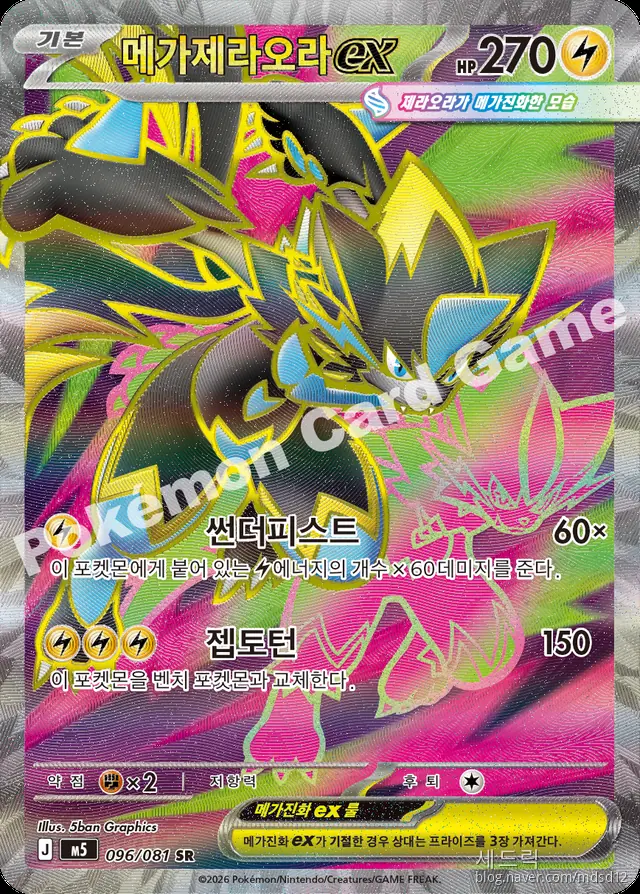 기본 메가제라오라ex HP270
제라오라가 메가진화한 모습
Pokémon Card Game
썬더피스트 60×
이 포켓몬에게 붙어 있는 에너지의 개수×60데미지를 준다.
젭토턴 150
이 포켓몬을 벤치 포켓몬과 교체한다.
약점 ×2 저항력 후퇴
메가진화 ex 룰
메가진화 ex가 기절한 경우 상대는 프라이즈를 3장 가져간다.
Illus. 5ban Graphics
J M5 096/081 SR
©2026 Pokémon/Nintendo/Creatures/GAME FREAK.
세드릭
blog.naver.com/mdsd12